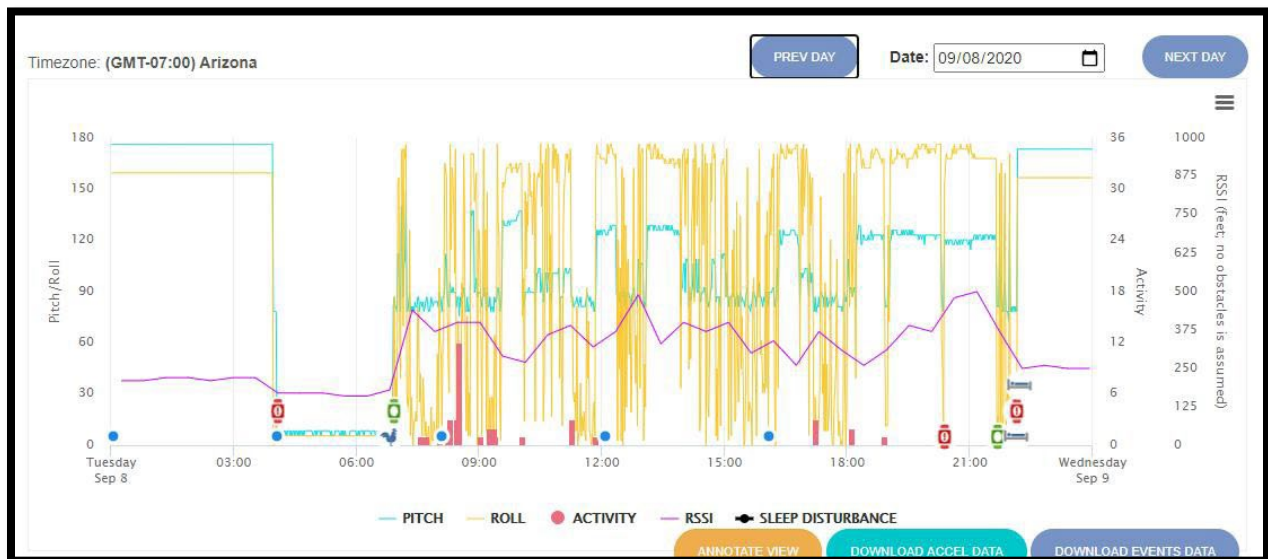 Timezone: (GMT-07:00) Arizona
PREV DAY
Date: 09/08/2020
NEXT DAY
180
150
120
90
60
30
0
Pitch/Roll
36
30
24
18
12
6
0
Activity
1000
875
750
625
500
375
250
125
0
RSSI (feet; no obstacles is assumed)
Tuesday
Sep 8
03:00
06:00
09:00
12:00
15:00
18:00
21:00
Wednesday
Sep 9
PITCH
ROLL
ACTIVITY
RSSI
SLEEP DISTURBANCE
ANNOTATE VIEW
DOWNLOAD ACCEL DATA
DOWNLOAD EVENTS DATA